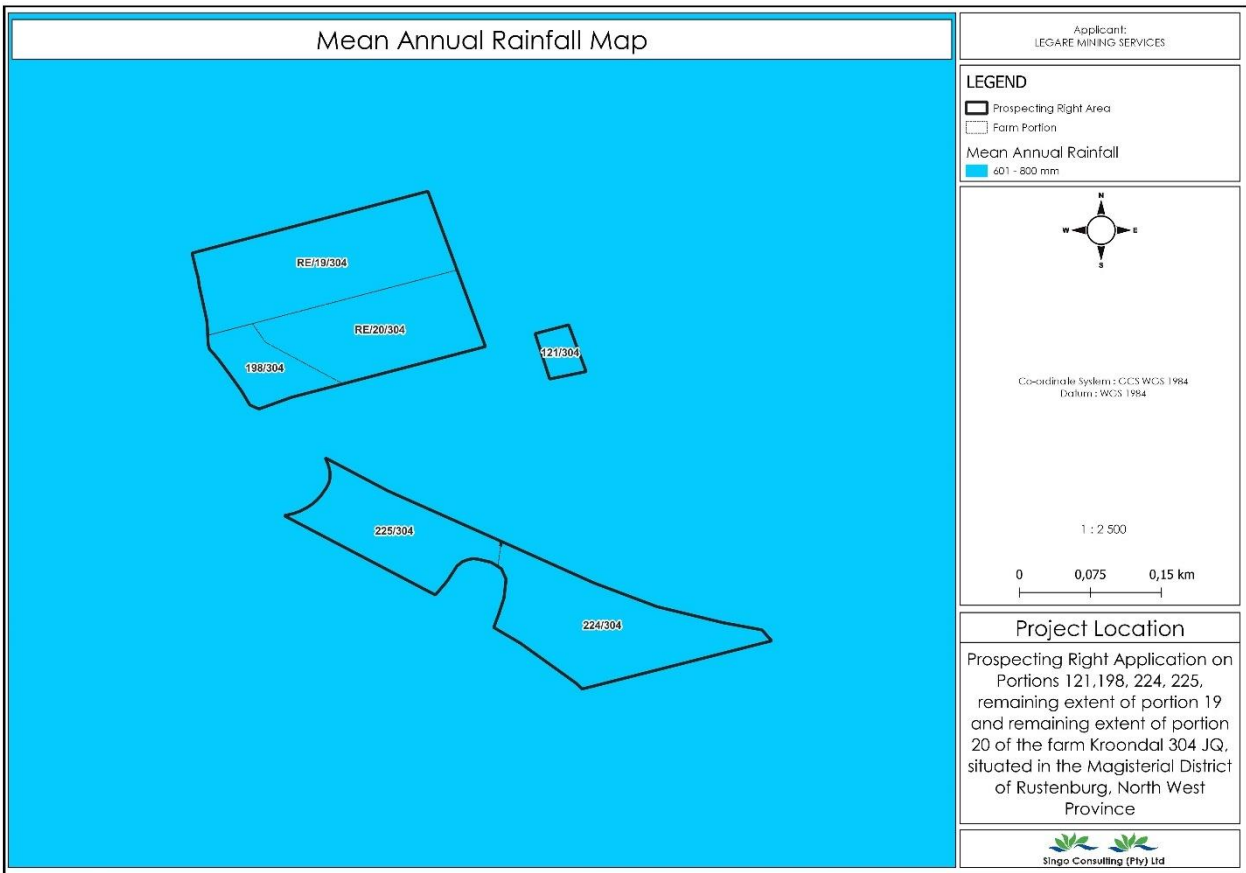 Mean Annual Rainfall Map
RE/19/304
RE/20/304
198/304
121/304
225/304
224/304
Applicant:
LEGARE MINING SERVICES
LEGEND
Prospecting Right Area
Farm Portion
Mean Annual Rainfall
601 - 800 mm
N
W
E
S
Co-ordinate System : GCS WGS 1984
Datum : WGS 1984
1 : 2 500
0 0,075 0,15 km
Project Location
Prospecting Right Application on
Portions 121,198, 224, 225,
remaining extent of portion 19
and remaining extent of portion
20 of the farm Kroondal 304 JQ,
situated in the Magisterial District
of Rustenburg, North West
Province
Singo Consulting (Pty) Ltd